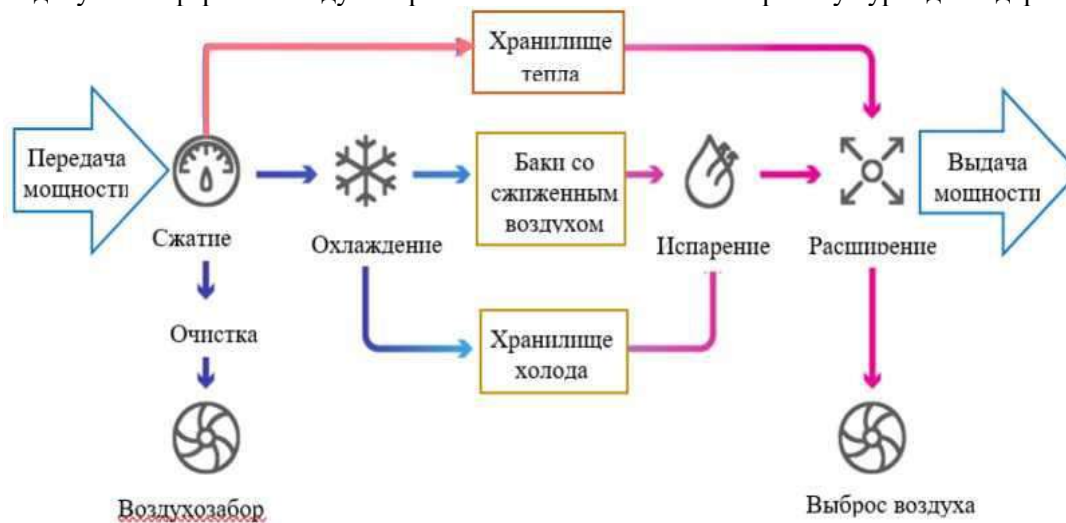 Хранилище
тепла
Передача
мощности
Баки со
сжиженным
воздухом
Выдача
мощности
Сжатие
Охлаждение
Испарение
Расширение
Очистка
Хранилище
холода
Воздухозабор
Выброс воздуха